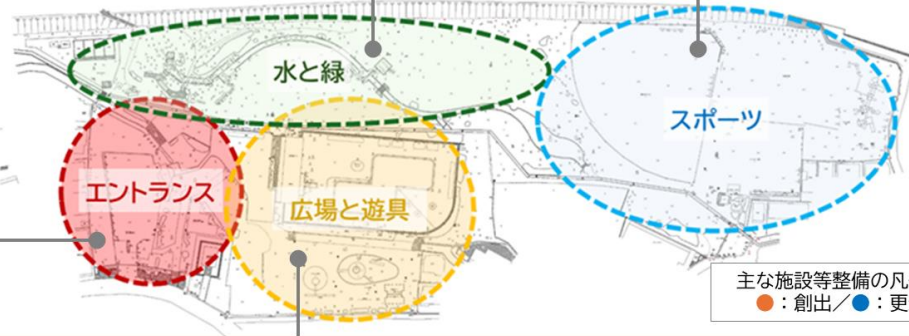 水と緑
スポーツ
エントランス
広場と遊具
主な施設等整備の凡
●：創出／●：更